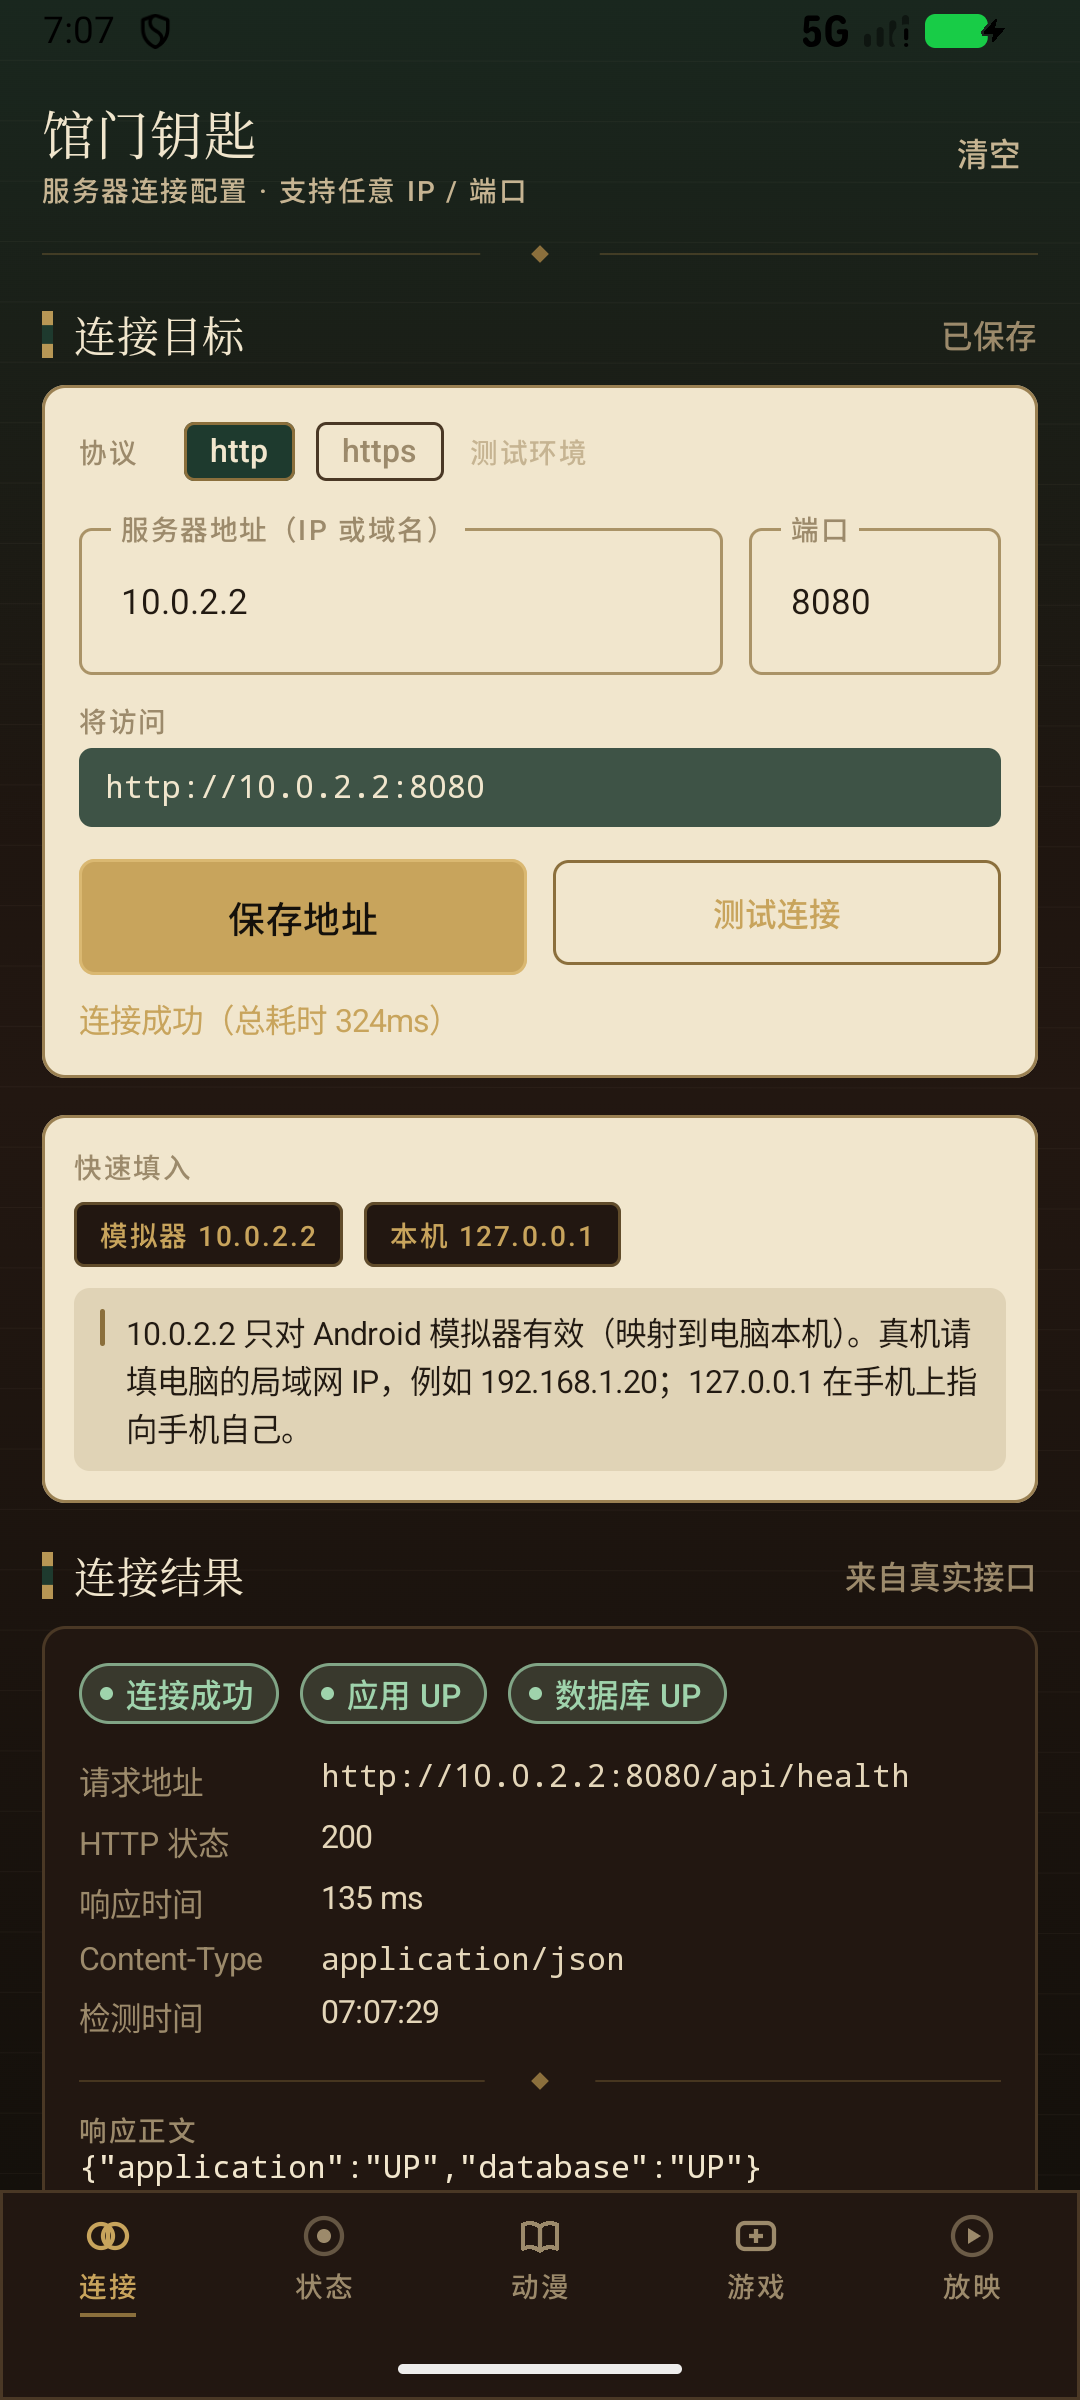 7:07
5G
馆门钥匙
清空
服务器连接配置 · 支持任意 IP / 端口
连接目标
已保存
协议
http
https
测试环境
服务器地址（IP 或域名）
端口
10.0.2.2
8080
将访问
http://10.0.2.2:8080
保存地址
测试连接
连接成功（总耗时 324ms）
快速填入
模拟器 10.0.2.2
本机 127.0.0.1
10.0.2.2 只对 Android 模拟器有效（映射到电脑本机）。真机请
填电脑的局域网 IP，例如 192.168.1.20；127.0.0.1 在手机上指
向手机自己。
连接结果
来自真实接口
连接成功
应用 UP
数据库 UP
请求地址
http://10.0.2.2:8080/api/health
HTTP 状态
200
响应时间
135 ms
Content-Type
application/json
检测时间
07:07:29
响应正文
{"application":"UP","database":"UP"}
连接
状态
动漫
游戏
放映